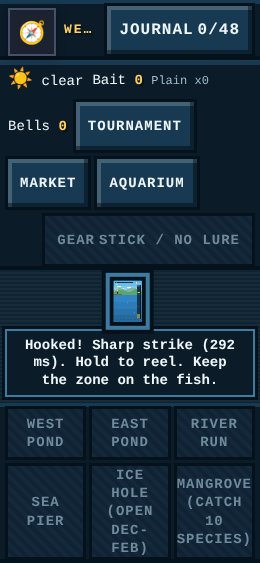 WE…
JOURNAL 0/48
clear Bait 0 Plain x0
Bells 0
TOURNAMENT
MARKET
AQUARIUM
GEAR STICK / NO LURE
Hooked! Sharp strike (292
ms). Hold to reel. Keep
the zone on the fish.
WEST
POND
EAST
POND
RIVER
RUN
SEA
PIER
ICE
HOLE
(OPEN
DEC-
FEB)
MANGROVE
(CATCH
10
SPECIES)